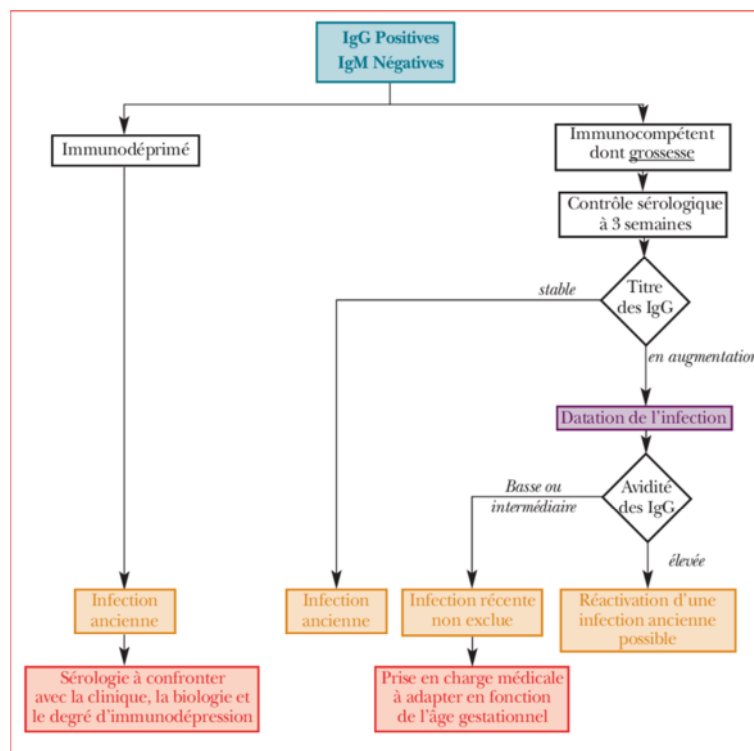 IgG Positives
IgM Négatives
Immunodéprimé
Immunocompétent
dont grossesse
Contrôle sérologique
à 3 semaines
stable
Titre
des IgG
en augmentation
Datation de l'infection
Basse ou
intermédiaire
Avidité
des IgG
élevée
Infection
ancienne
Infection
ancienne
Infection récente
non exclue
Réactivation d'une
infection ancienne
possible
Sérologie à confronter
avec la clinique, la biologie et
le degré d'immunodépression
Prise en charge médicale
à adapter en fonction
de l'âge gestationnel